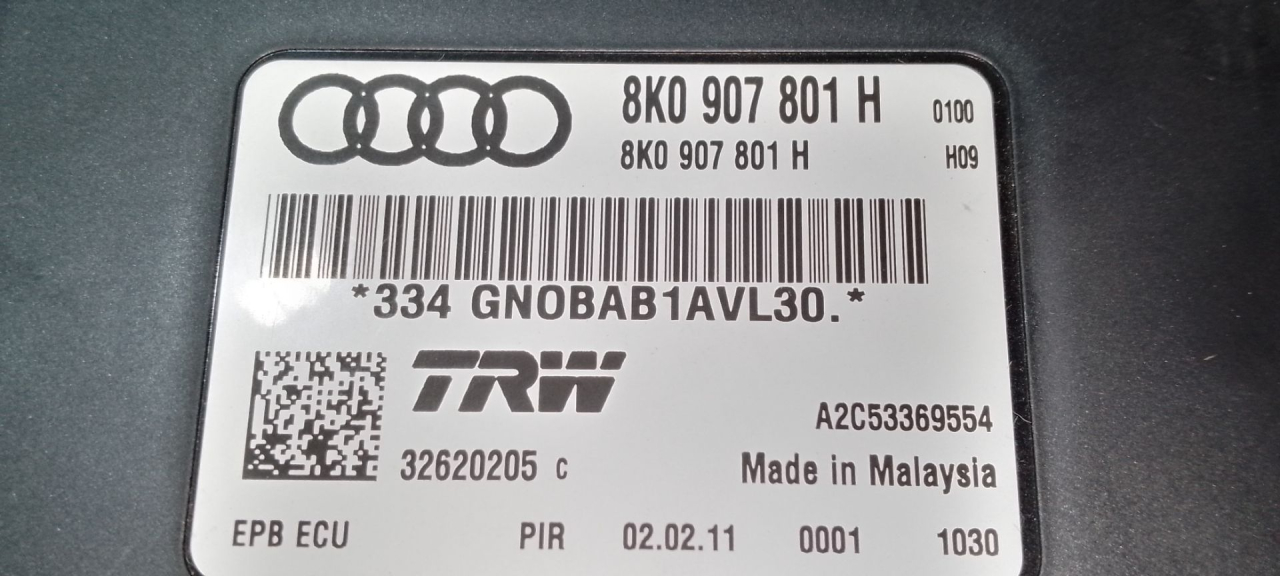 8K0 907 801 H 0100
8K0 907 801 H H09
*334 GNOBAB1AVL30.*
TRW
A2C53369554
32620205 C Made in Malaysia
EPB ECU PIR 02.02.11 0001 1030